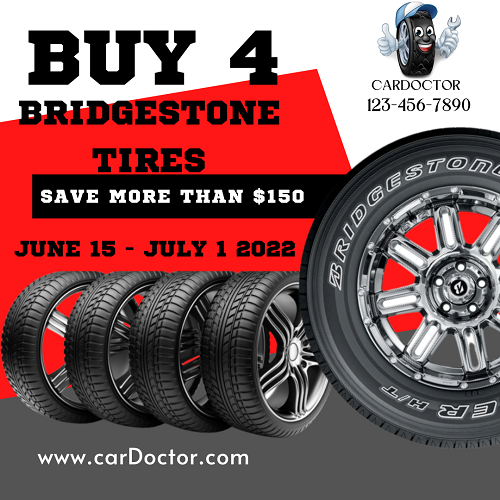 BUY 4
BRIDGESTONE
TIRES
SAVE MORE THAN $150
JUNE 15 - JULY 1 2022
CARDOCTOR
123-456-7890
BRIDGESTONE
ER H/T
www.carDoctor.com